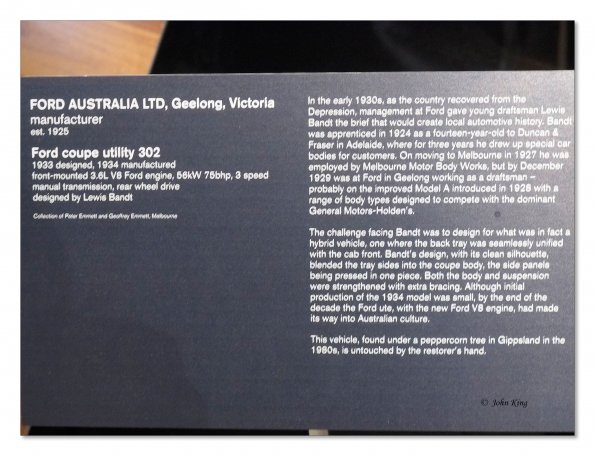 FORD AUSTRALIA LTD, Geelong, Victoria
manufacturer
est. 1925
Ford coupe utility 302
1933 designed, 1934 manufactured
front-mounted 3.6L V8 Ford engine, 56kW 75bhp, 3 speed
manual transmission, rear wheel drive
designed by Lewis Bandt
Collection of Peter Emmett and Geoffrey Emmett, Melbourne
In the early 1930s, as the country recovered from the
Depression, management at Ford gave young draftsman Lewis
Bandt the brief that would create local automotive history. Bandt
was apprenticed in 1924 as a fourteen-year-old to Duncan &
Fraser in Adelaide, where for three years he drew up special car
bodies for customers. On moving to Melbourne in 1927 he was
employed by Melbourne Motor Body Works, but by December
1929 was at Ford in Geelong working as a draftsman –
probably on the improved Model A introduced in 1928 with a
range of body types designed to compete with the dominant
General Motors-Holden's.
The challenge facing Bandt was to design for what was in fact a
hybrid vehicle, one where the back tray was seamlessly unified
with the cab front. Bandt's design, with its clean silhouette,
blended the tray sides into the coupe body, the side panels
being pressed in one piece. Both the body and suspension
were strengthened with extra bracing. Although initial
production of the 1934 model was small, by the end of the
decade the Ford ute, with the new Ford V8 engine, had made
its way into Australian culture.
This vehicle, found under a peppercorn tree in Gippsland in the
1980s, is untouched by the restorer's hand.
© John King